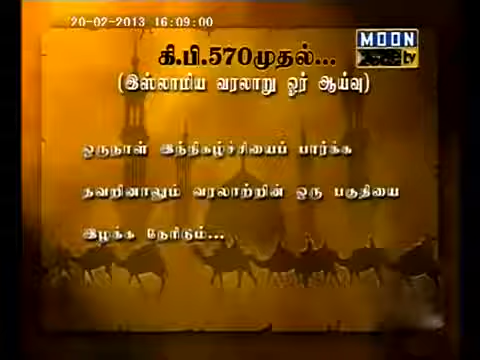 20-02-2013 16:09:00
MOON
tv
கி.பி.570முதல்...
(இஸ்லாமிய வரலாறு ஓர் ஆய்வு)
ஒருநாள் இந்நிகழ்ச்சியைப் பார்க்க
தவறினாலும் வரலாற்றின் ஒரு பகுதியை
இழக்க நேரிடும்...